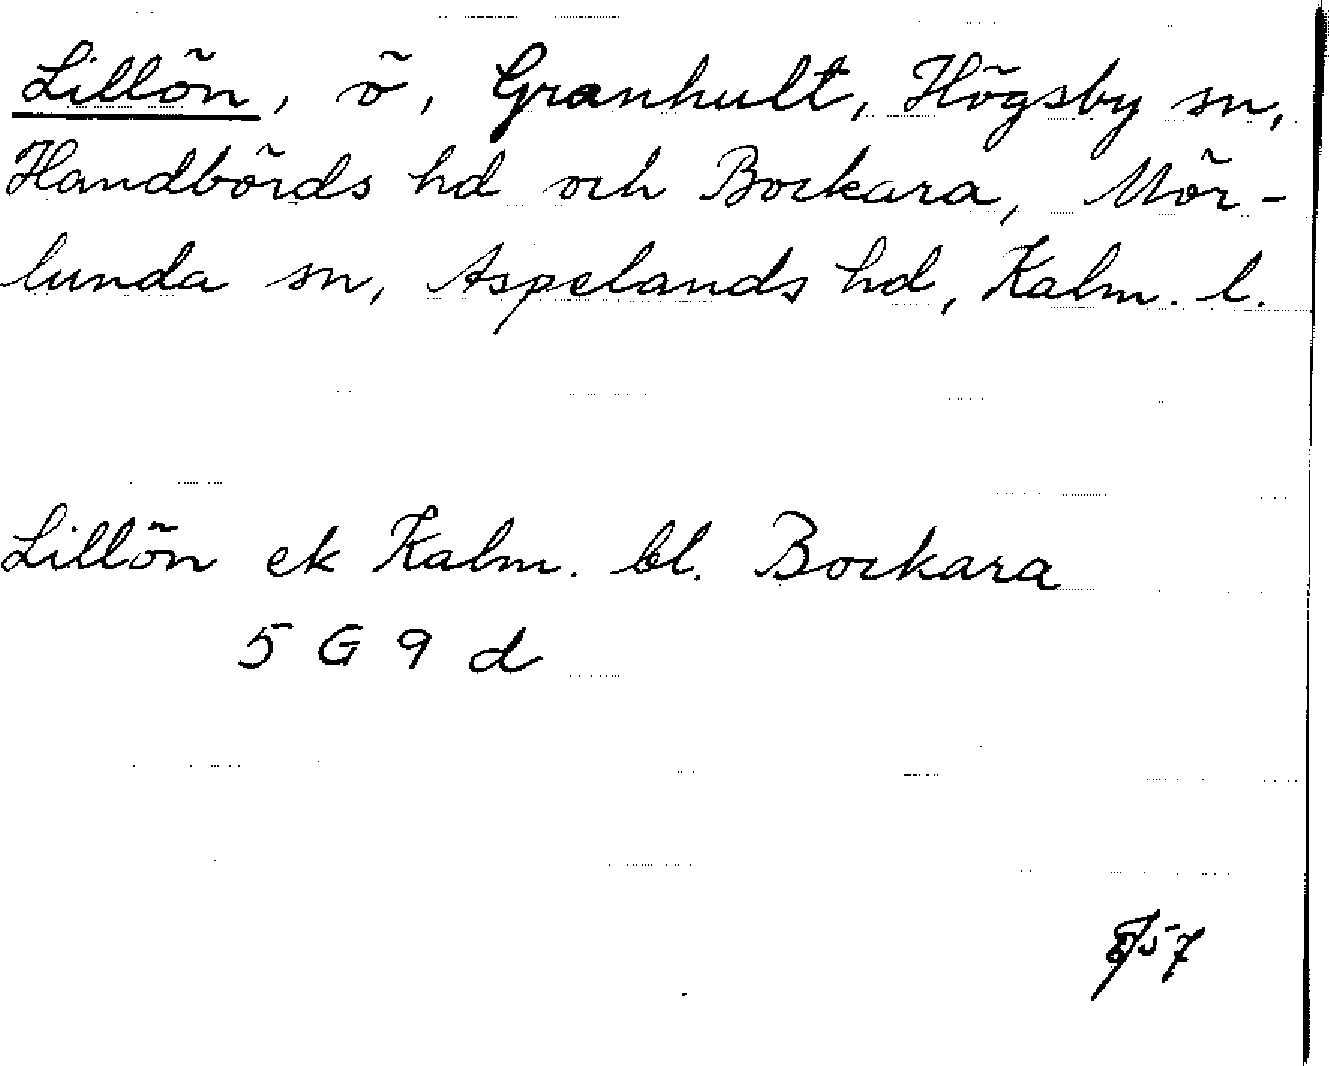 Lillön, ö, Granhult, Högsby sn,
Handbörds hd och Bockara, Mör-
lunda sn, Aspelands hd, Kalm. l.
Lillön ek Kalm. bl. Bockara
5 G 9 d